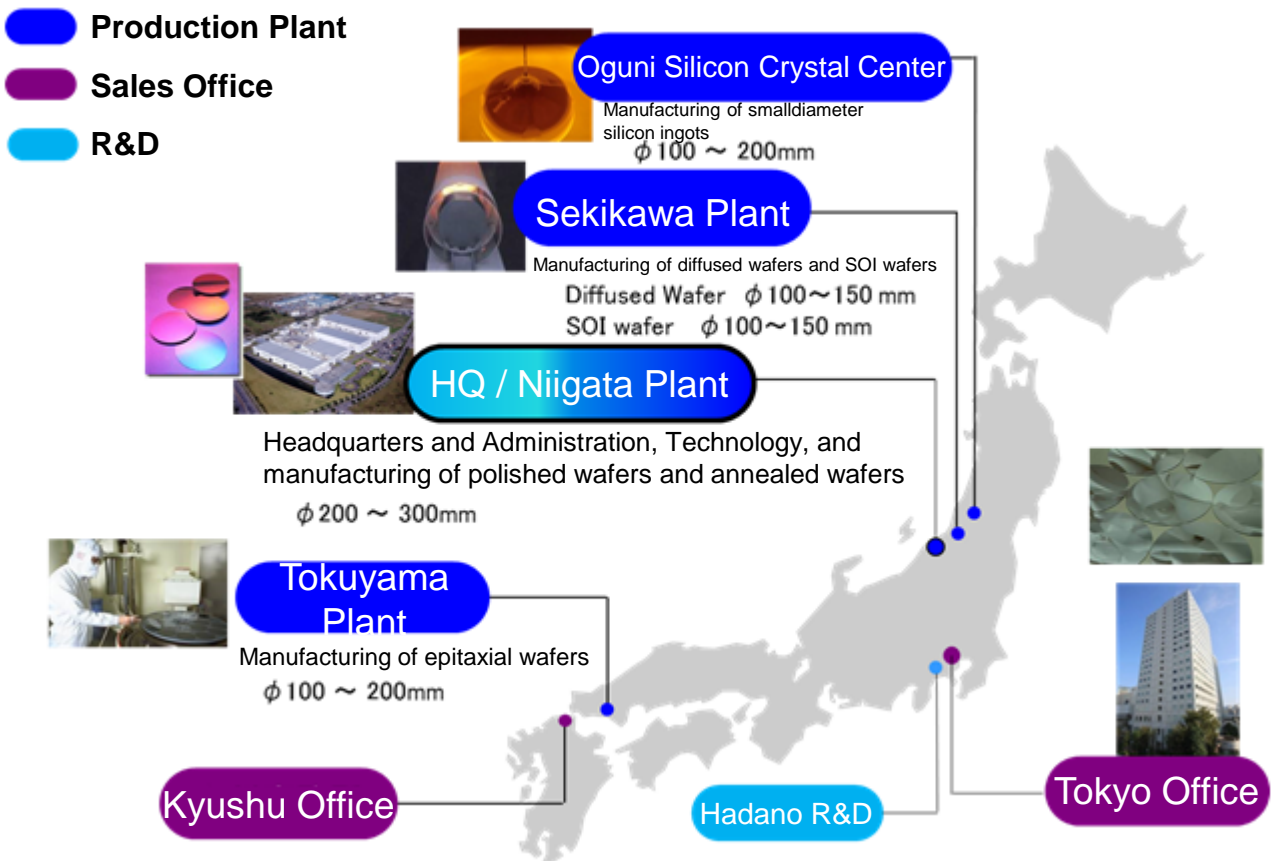 Production Plant
Sales Office
R&D
Oguni Silicon Crystal Center
Manufacturing of smalldiameter
silicon ingots
φ100 ~ 200mm
Sekikawa Plant
Manufacturing of diffused wafers and SOI wafers
Diffused Wafer φ100~150 mm
SOI wafer φ100~150 mm
HQ / Niigata Plant
Headquarters and Administration, Technology, and
manufacturing of polished wafers and annealed wafers
φ200 ~ 300mm
Tokuyama
Plant
Manufacturing of epitaxial wafers
φ100 ~ 200mm
Kyushu Office
Hadano R&D
Tokyo Office